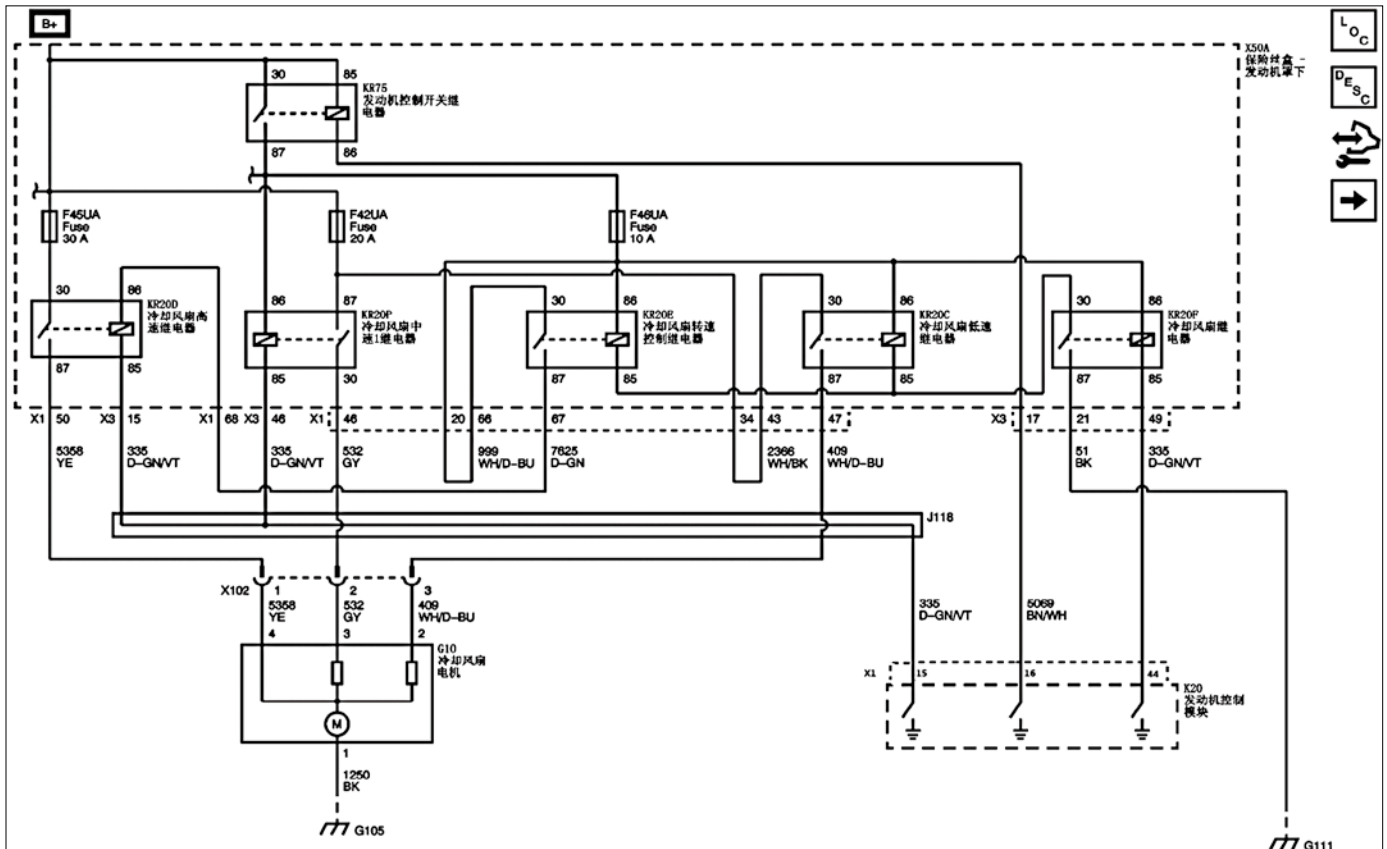 B+
L
O
C
X50A
保险丝盒 -
发动机罩下
D
E
S
C
30 85
KR75
发动机控制开关继
电器
87 86
F45UA
Fuse
30 A
F42UA
Fuse
20 A
F46UA
Fuse
10 A
30 86
KR20D
冷却风扇高
速继电器
87 85
86 87
KR20P
冷却风扇中
速1继电器
85 30
30 86
KR20E
冷却风扇转速
控制继电器
87 85
30 86
KR20C
冷却风扇低速
继电器
87 85
30 86
KR20F
冷却风扇继
电器
87 85
X1 50 X3 15 X1 68 X3 46 X1 46 20 66 67 34 43 47 X3 17 21 49
5358
YE
335
D-GN/VT
335
D-GN/VT
532
GY
999
WH/D-BU
7625
D-GN
2366
WH/BK
409
WH/D-BU
51
BK
335
D-GN/VT
J118
X102 1 2 3
5358
YE
532
GY
409
WH/D-BU
4 3 2
G10
冷却风扇
电机
M
1
1250
BK
G105
335
D-GN/VT
5069
BN/WH
X1 15 16 44
K20
发动机控制
模块
G111